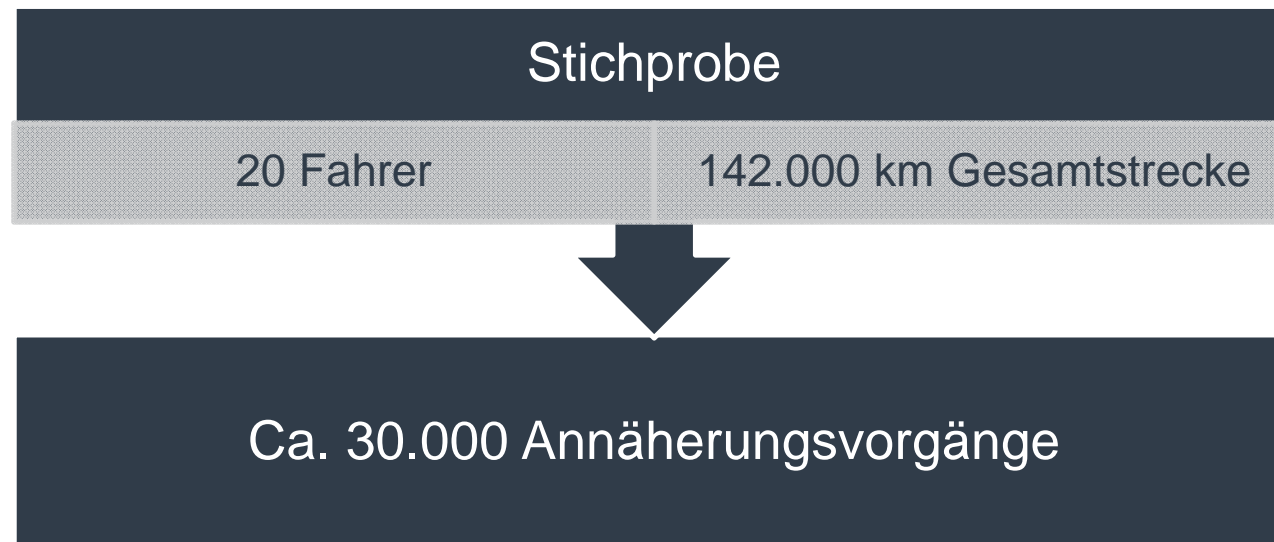 Stichprobe
20 Fahrer
142.000 km Gesamtstrecke
Ca. 30.000 Annäherungsvorgänge